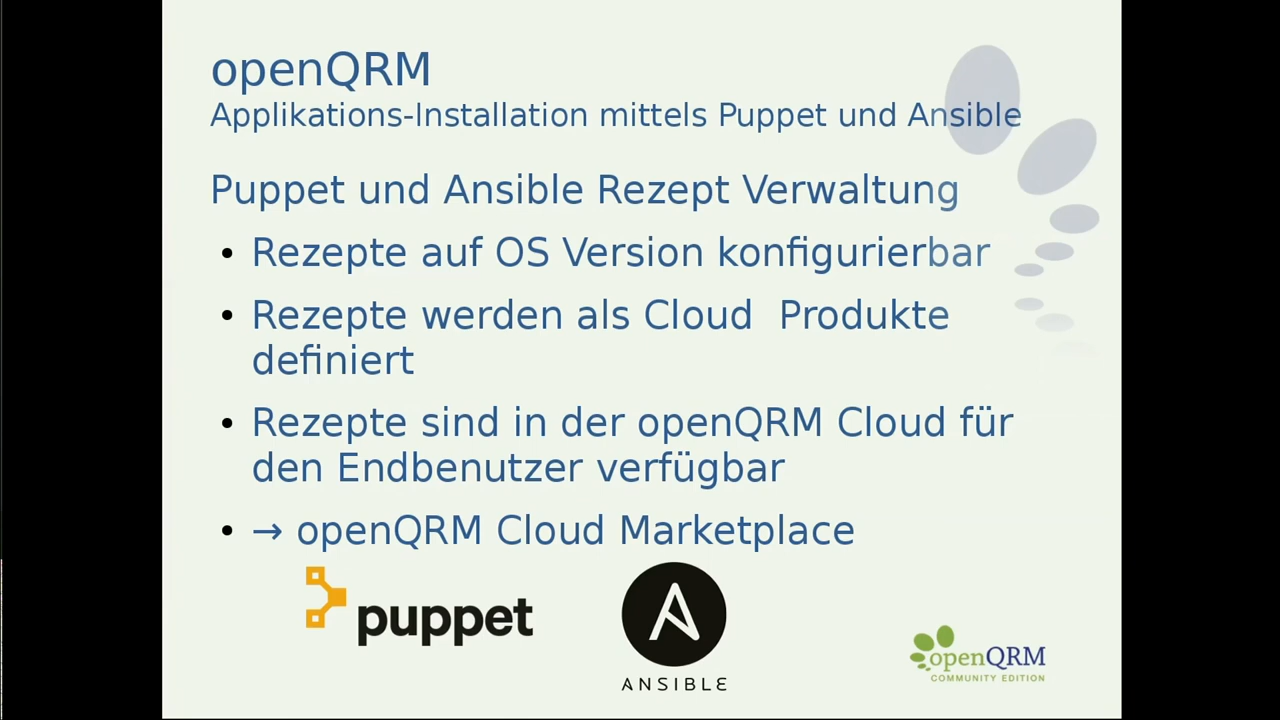 openQRM
Applikations-Installation mittels Puppet und Ansible
Puppet und Ansible Rezept Verwaltung
• Rezepte auf OS Version konfigurierbar
• Rezepte werden als Cloud  Produkte
definiert
• Rezepte sind in der openQRM Cloud für
den Endbenutzer verfügbar
• → openQRM Cloud Marketplace
puppet
ANSIBLE
openQRM
COMMUNITY EDITION